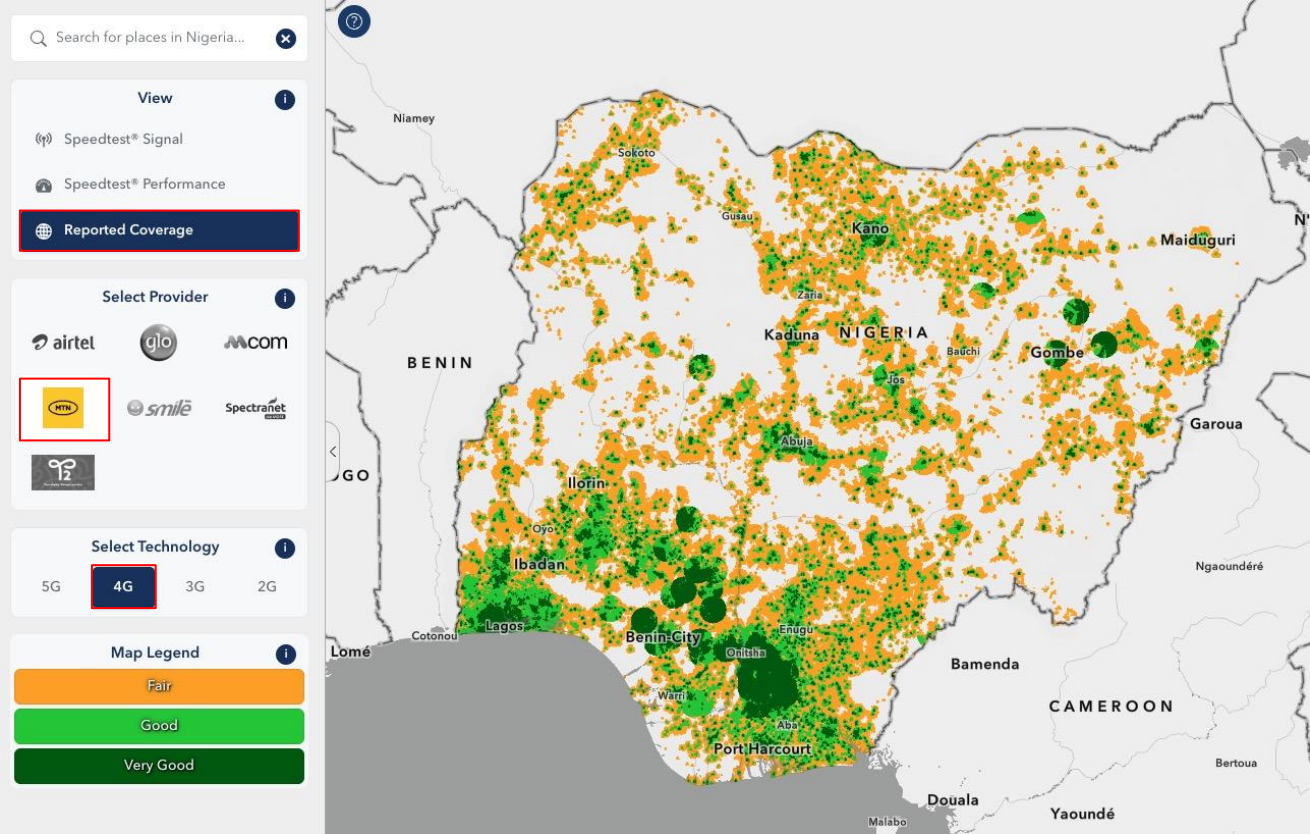 Search for places in Nigeria...
View
Speedtest® Signal
Speedtest® Performance
Reported Coverage
Select Provider
airtel
glo
com
MTN
smile
Spectranet
T2
Select Technology
5G
4G
3G
2G
Map Legend
Fair
Good
Very Good
?
Niamey
Sokoto
Gusau
Kano
Maiduguri
N'
Zaria
Kaduna
NIGERIA
Bauchi
Gombe
BENIN
Jos
Garoua
Abuja
GO
Ilorin
Oyo
Ibadan
Ngaoundéré
Lagos
Cotonou
Benin-City
Enugu
Lomé
Onitsha
Bamenda
Warri
CAMEROON
Aba
Port Harcourt
Bertoua
Douala
Yaoundé
Malabo